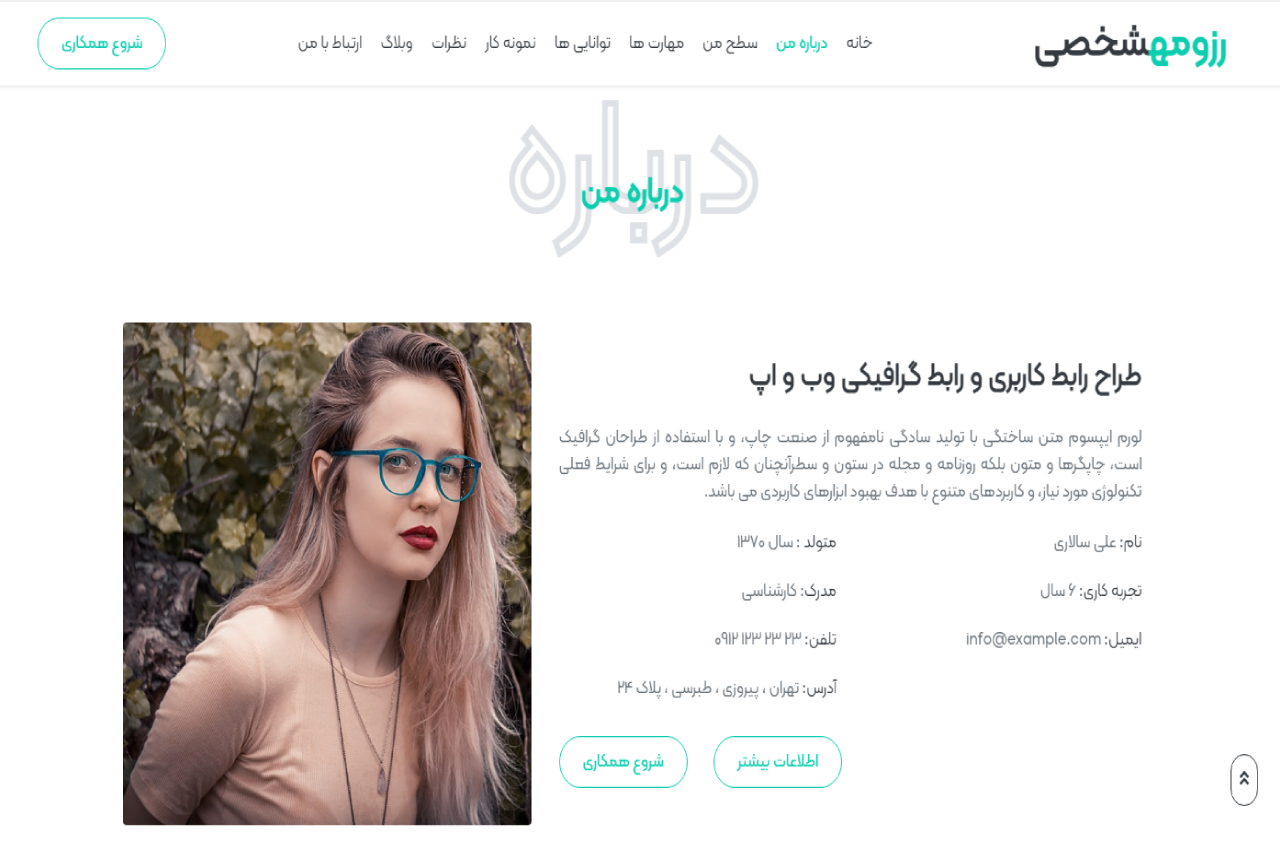 رزومهشخصی
خانه درباره من سطح من مهارت ها توانایی ها نمونه کار نظرات وبلاگ ارتباط با من
شروع همکاری
درباره
درباره من
طراح رابط کاربری و رابط گرافیکی وب و اپ
لورم ایپسوم متن ساختگی با تولید سادگی نامفهوم از صنعت چاپ، و با استفاده از طراحان گرافیک
است، چاپگرها و متون بلکه روزنامه و مجله در ستون و سطرآنچنان که لازم است، و برای شرایط فعلی
تکنولوژی مورد نیاز، و کاربردهای متنوع با هدف بهبود ابزارهای کاربردی می باشد.
نام: علی سالاری متولد : سال ۱۳۷۰
تجربه کاری: ۶ سال مدرک: کارشناسی
ایمیل: info@example.com تلفن: ۲۳ ۲۳ ۱۲۳ ۰۹۱۲
آدرس: تهران ، پیروزی ، طبرسی ، پلاک ۲۴
اطلاعات بیشتر شروع همکاری